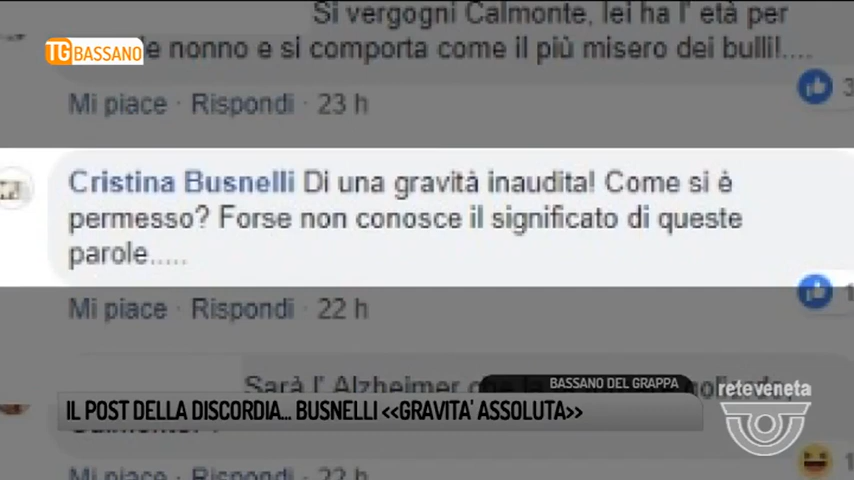 Si vergogni Calmonte, lei ha l' età per
TG BASSANO
nonno e si comporta come il più misero dei bulli!....
Mi piace · Rispondi · 23 h
3
Cristina Busnelli Di una gravità inaudita! Come si è
permesso? Forse non conosce il significato di queste
parole.....
1
Mi piace · Rispondi · 22 h
Sarà l' Alzheimer
BASSANO DEL GRAPPA
IL POST DELLA DISCORDIA... BUSNELLI <<GRAVITA' ASSOLUTA>>
reteveneta
1
Mi piace · Rispondi · 22 h